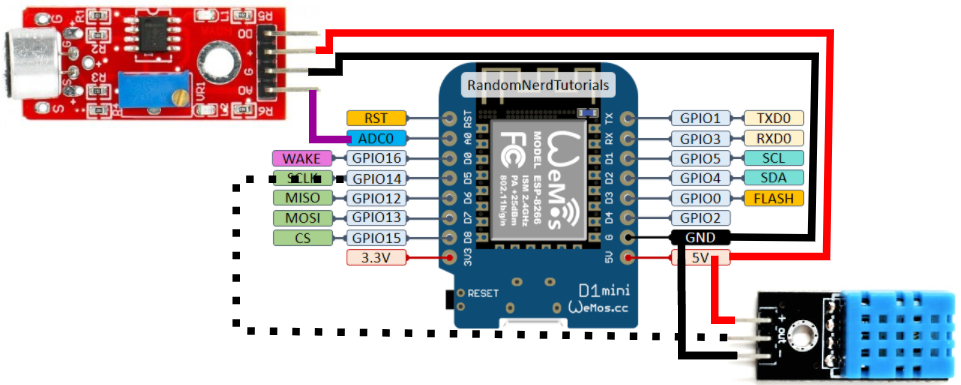 G
R1
L1
R5
DO
+
G
R2
G
+
S
R3
+
S
R4
VR1
L2
R6
AO
RandomNerdTutorials
RST
RST
TX
GPIO1
TXD0
ADC0
A0
RX
GPIO3
RXD0
WAKE
GPIO16
D0
D1
GPIO5
SCL
SCLK
GPIO14
D5
D2
GPIO4
SDA
MISO
GPIO12
D6
D3
GPIO0
FLASH
MOSI
GPIO13
D7
D4
GPIO2
CS
GPIO15
D8
G
GND
3.3V
3V3
5V
5V
WeMos
MODEL ESP-8266
FC
ISM 2.4GHz
PA +25dBm
802.11b/g/n
RESET
D1 mini
WeMos.cc
+
out
-